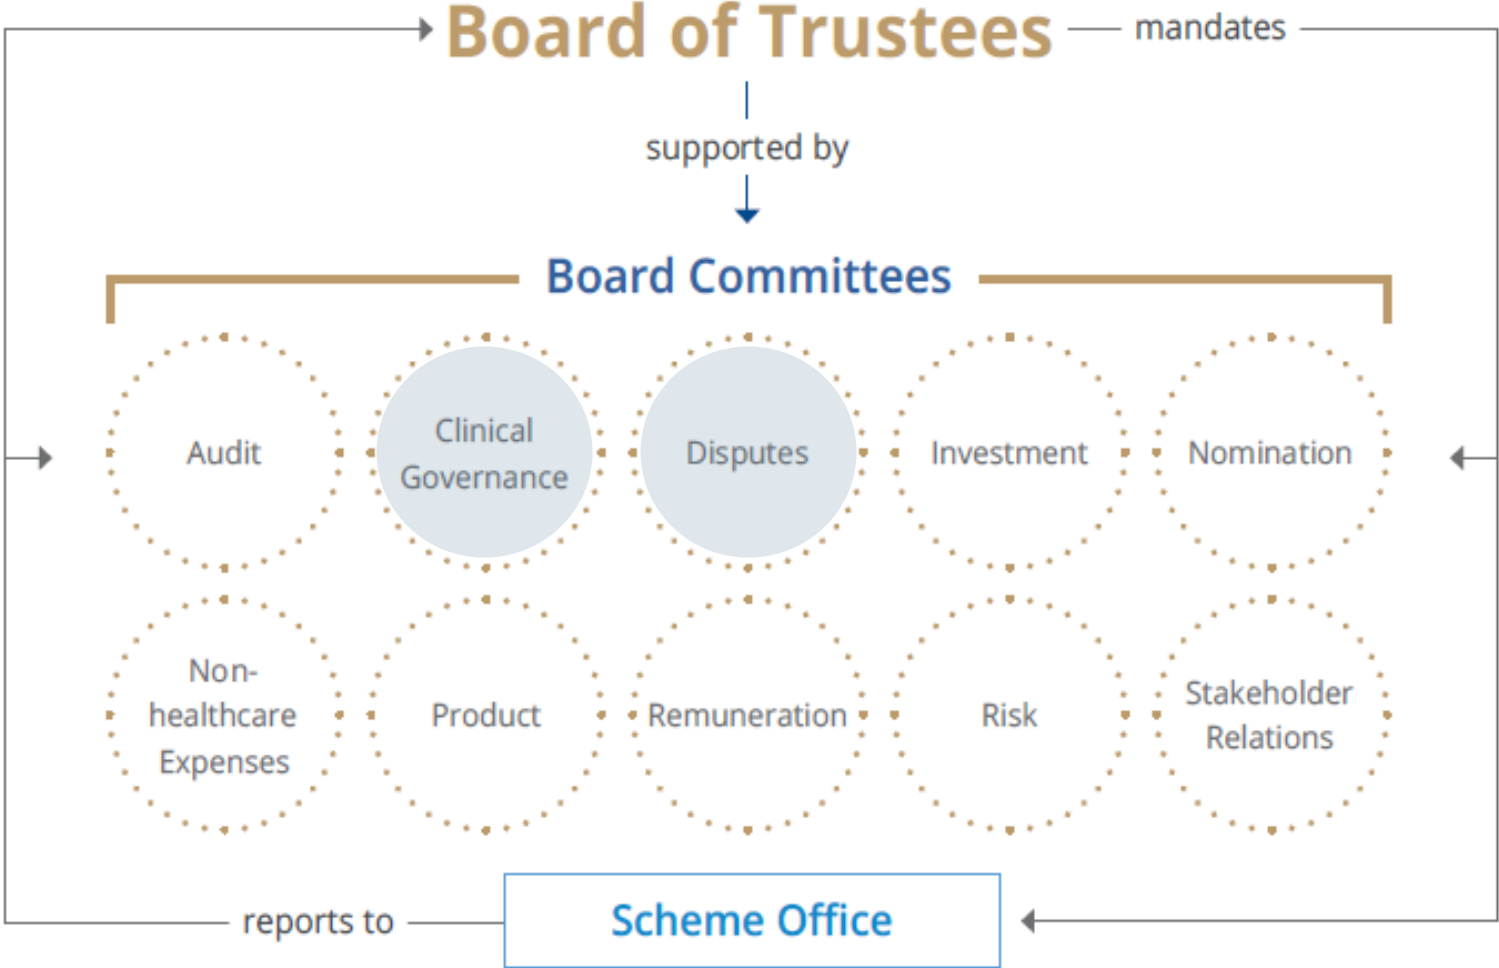 Board of Trustees
mandates
supported by
Board Committees
Audit
Clinical
Governance
Disputes
Investment
Nomination
Non-
healthcare
Expenses
Product
Remuneration
Risk
Stakeholder
Relations
reports to
Scheme Office